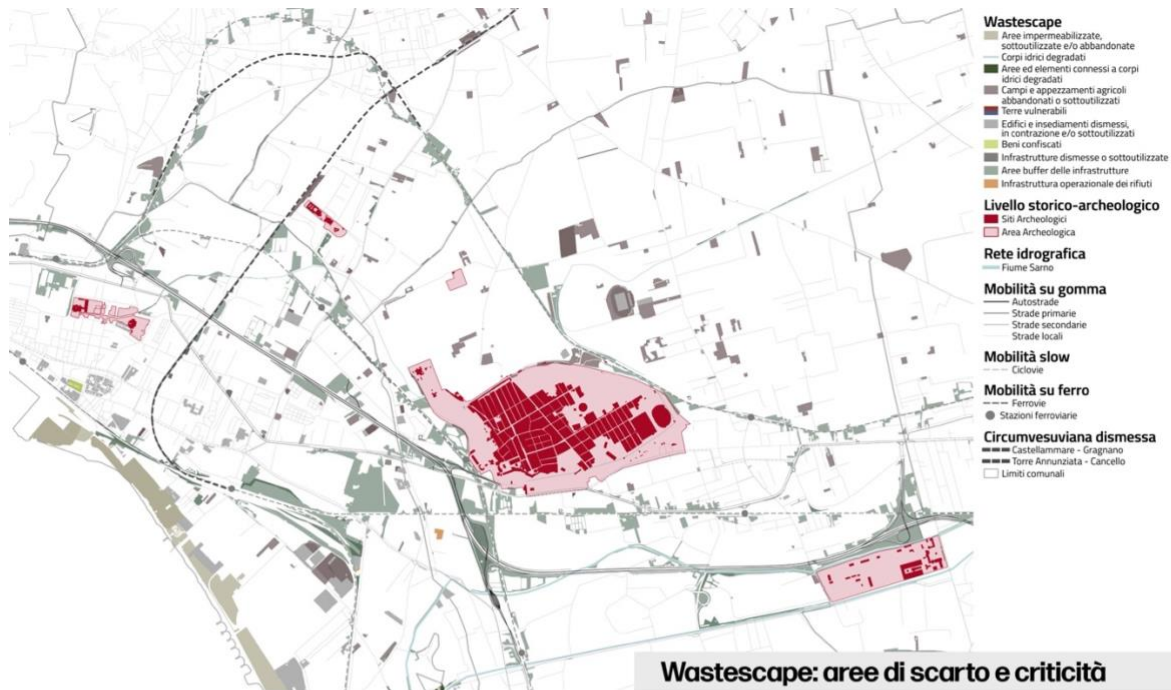 Wastescape
Aree impermeabilizzate,
sottoutilizzate e/o abbandonate
Corpi idrici degradati
Aree ed elementi connessi a corpi
idrici degradati
Campi e appezzamenti agricoli
abbandonati o sottoutilizzati
Terre vulnerabili
Edifici e insediamenti dismessi,
in contrazione e/o sottoutilizzati
Beni confiscati
Infrastrutture dismesse o sottoutilizzate
Aree buffer delle infrastrutture
Infrastruttura operazionale dei rifiuti
Livello storico-archeologico
Siti Archeologici
Area Archeologica
Rete idrografica
Fiume Sarno
Mobilità su gomma
Autostrade
Strade primarie
Strade secondarie
Strade locali
Mobilità slow
Ciclovie
Mobilità su ferro
Ferrovie
Stazioni ferroviarie
Circumvesuviana dismessa
Castellammare - Gragnano
Torre Annunziata - Cancello
Limiti comunali
Wastescape: aree di scarto e criticità